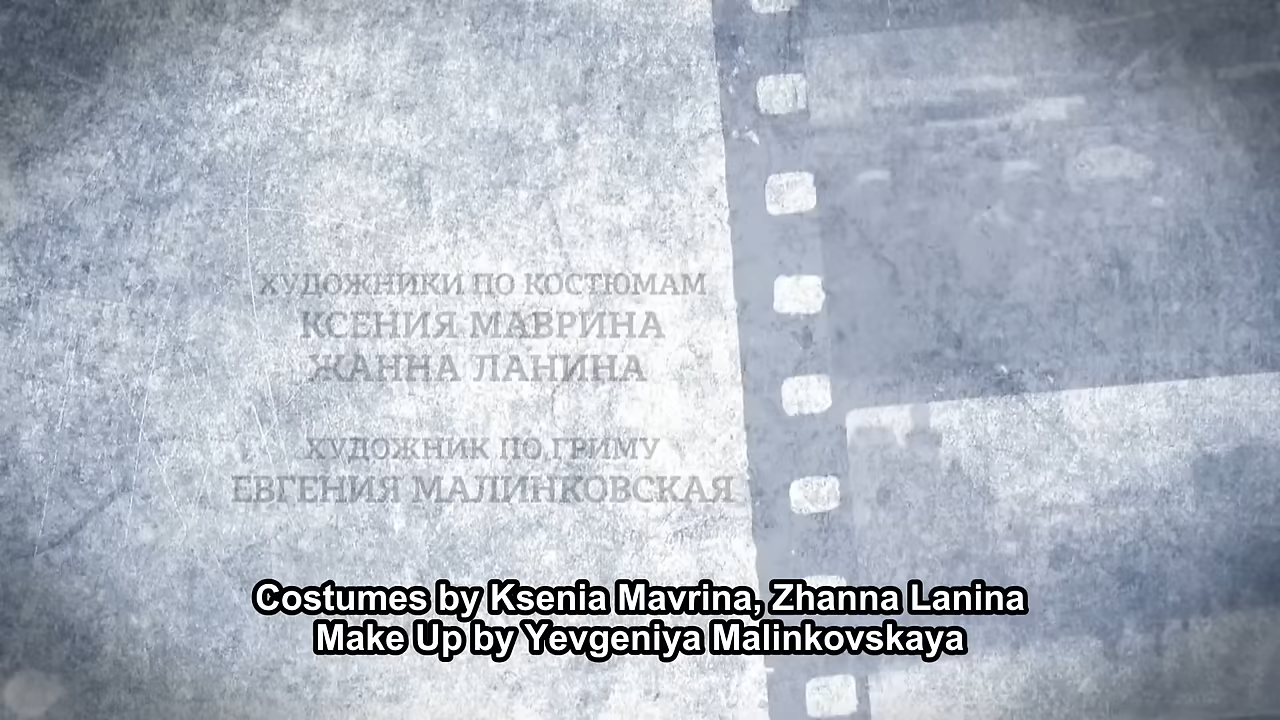 ХУДОЖНИКИ ПО КОСТЮМАМ
КСЕНИЯ МАВРИНА
ЖАННА ЛАНИНА
ХУДОЖНИК ПО ГРИМУ
ЕВГЕНИЯ МАЛИНКОВСКАЯ
Costumes by Ksenia Mavrina, Zhanna Lanina
Make Up by Yevgeniya Malinkovskaya